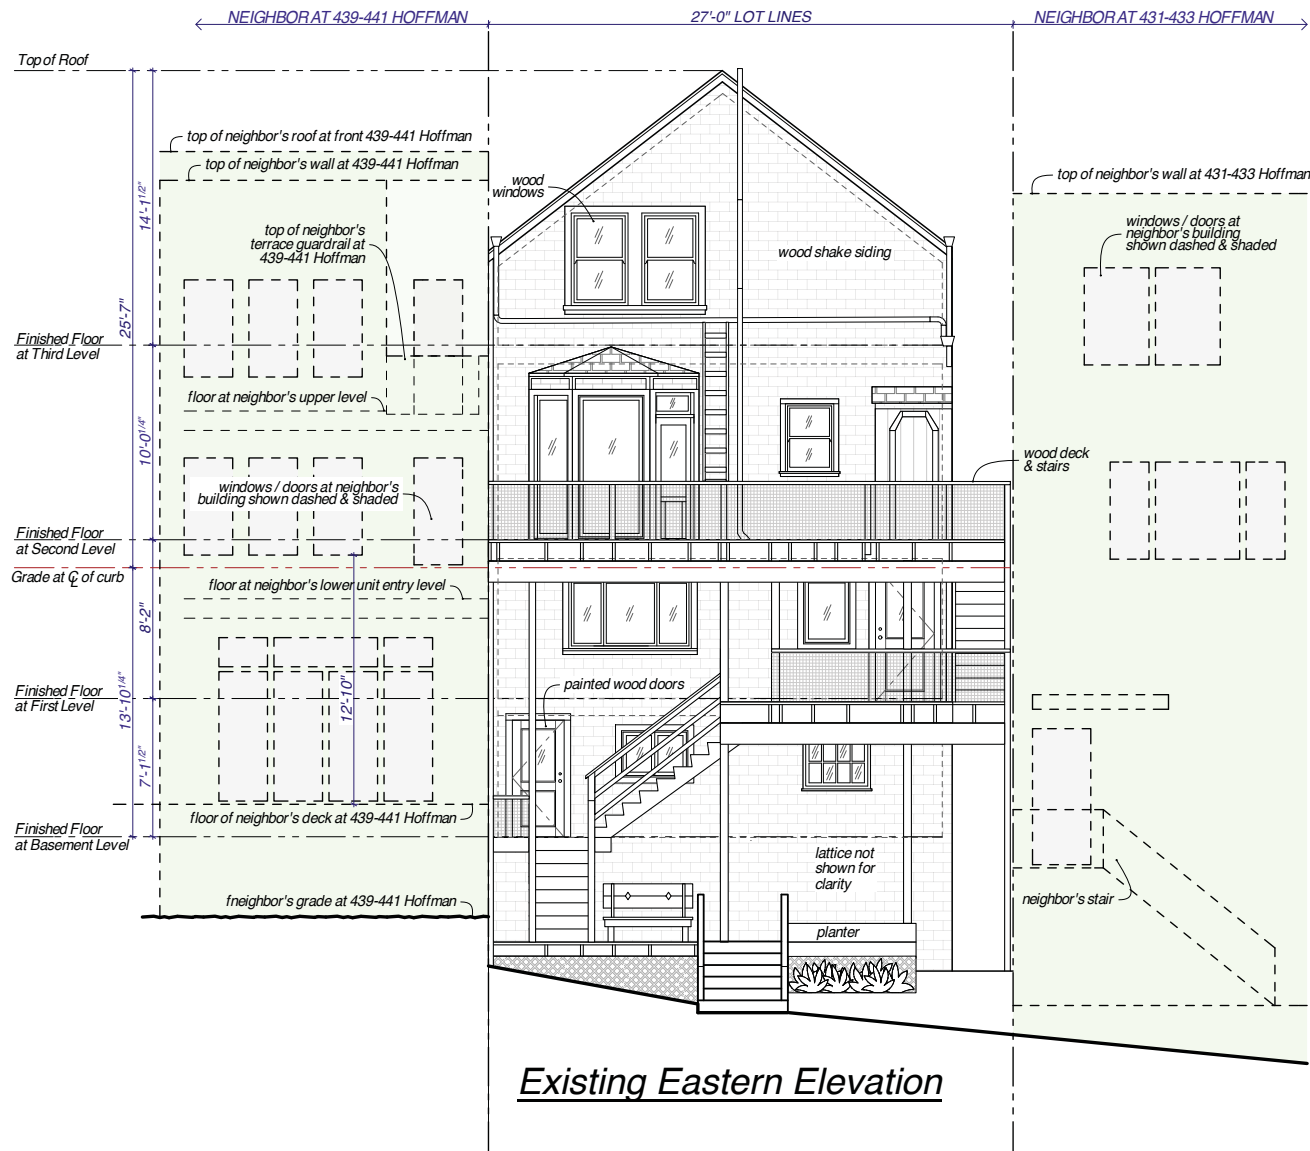 NEIGHBOR AT 439-441 HOFFMAN
27'-0" LOT LINES
NEIGHBOR AT 431-433 HOFFMAN
Top of Roof
top of neighbor's roof at front 439-441 Hoffman
top of neighbor's wall at 439-441 Hoffman
top of neighbor's wall at 431-433 Hoffman
wood
windows
14'-1 1/2"
top of neighbor's
terrace guardrail at
439-441 Hoffman
wood shake siding
windows / doors at
neighbor's building
shown dashed & shaded
25'-7"
Finished Floor
at Third Level
floor at neighbor's upper level
10'-0 1/4"
wood deck
& stairs
windows / doors at neighbor's
building shown dashed & shaded
Finished Floor
at Second Level
Grade at ℄ of curb
floor at neighbor's lower unit entry level
8'-2"
painted wood doors
Finished Floor
at First Level
13'-10 1/4"
12'-10"
7'-1 1/2"
floor of neighbor's deck at 439-441 Hoffman
Finished Floor
at Basement Level
lattice not
shown for
clarity
neighbor's stair
fneighbor's grade at 439-441 Hoffman
planter
Existing Eastern Elevation